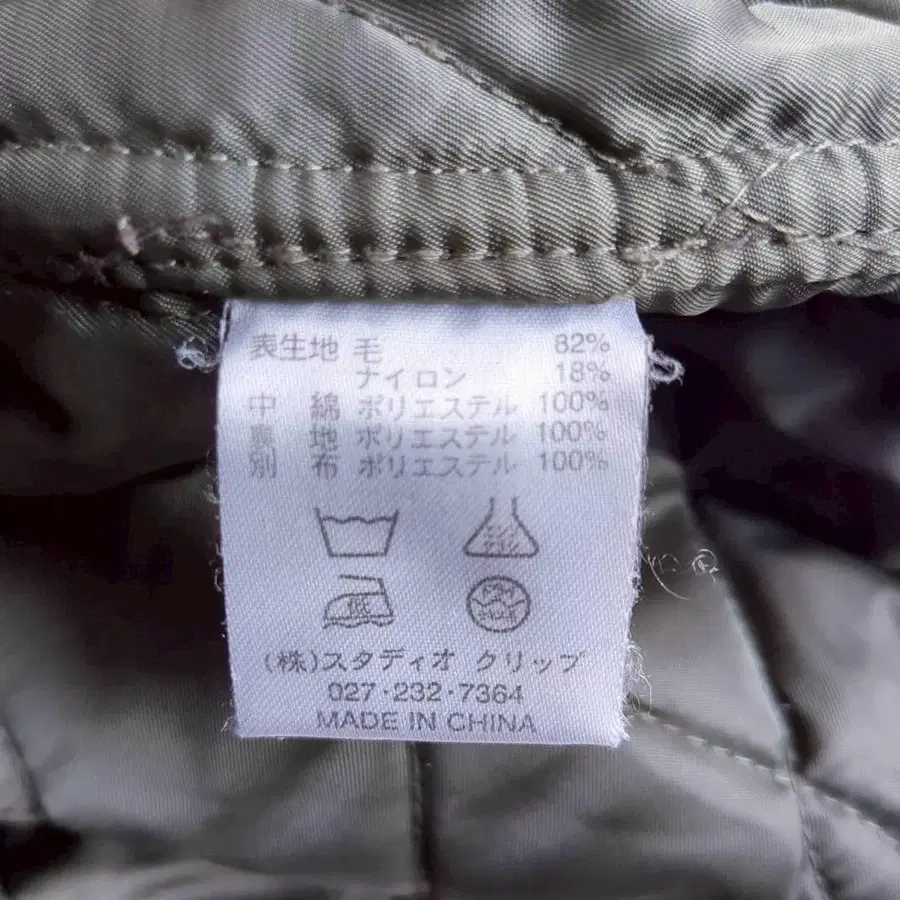 表生地 毛 82%
ナイロン 18%
中 綿 ポリエステル 100%
裏 地 ポリエステル 100%
別 布 ポリエステル 100%
低
(株)スタディオ クリップ
027・232・7364
MADE IN CHINA